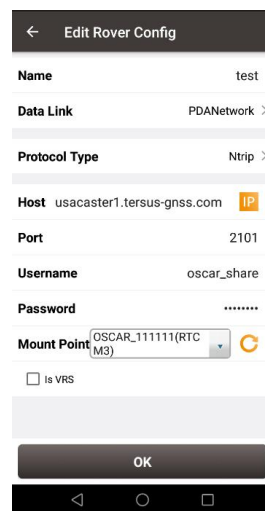 Edit Rover Config
Name test
Data Link PDANetwork
Protocol Type Ntrip
Host usacaster1.tersus-gnss.com IP
Port 2101
Username oscar_share
Password ········
Mount Point OSCAR_111111(RTC
M3)
Is VRS
OK